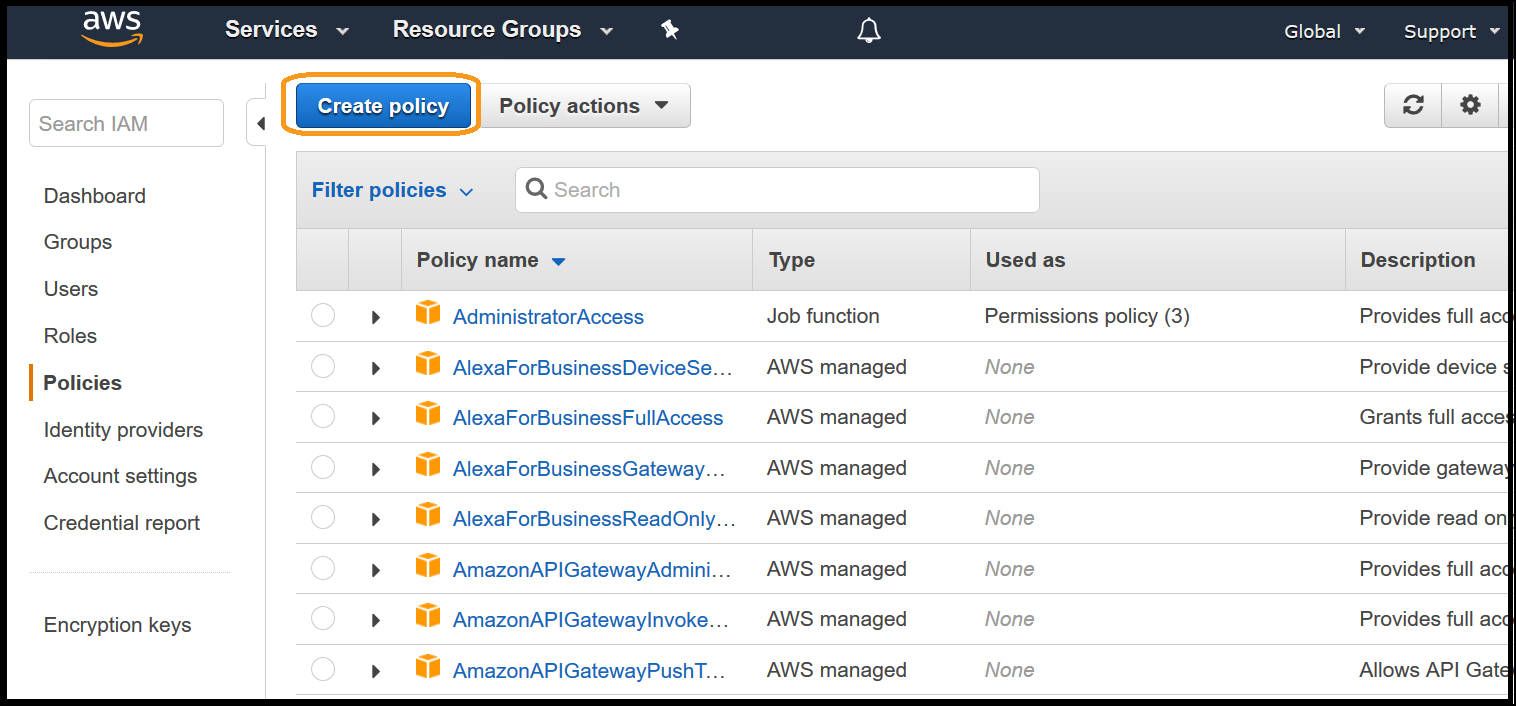 aws Services Resource Groups Global Support
Search IAM
Dashboard
Groups
Users
Roles
Policies
Identity providers
Account settings
Credential report
Encryption keys
Create policy Policy actions
Filter policies Search
Policy name Type Used as Description
AdministratorAccess Job function Permissions policy (3) Provides full acc
AlexaForBusinessDeviceSe... AWS managed None Provide device s
AlexaForBusinessFullAccess AWS managed None Grants full acces
AlexaForBusinessGateway... AWS managed None Provide gateway
AlexaForBusinessReadOnly... AWS managed None Provide read on
AmazonAPIGatewayAdmini... AWS managed None Provides full acc
AmazonAPIGatewayInvoke... AWS managed None Provides full acc
AmazonAPIGatewayPushT... AWS managed None Allows API Gate